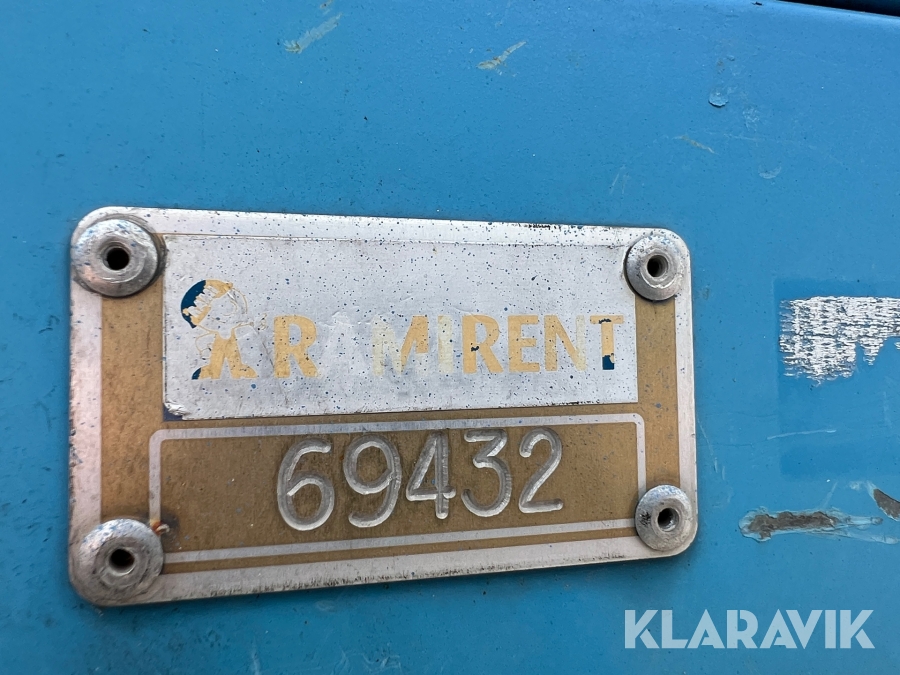 RAMIRENT
69432
KLARAVIK